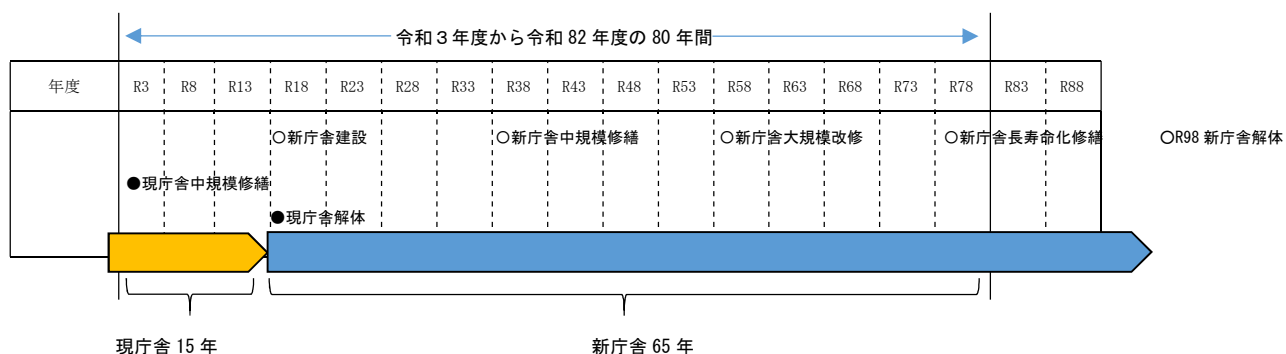 令和３年度から令和 82 年度の 80 年間
年度 R3 R8 R13 R18 R23 R28 R33 R38 R43 R48 R53 R58 R63 R68 R73 R78 R83 R88
○新庁舎建設 ○新庁舎中規模修繕 ○新庁舎大規模改修 ○新庁舎長寿命化修繕 ○R98 新庁舎解体
●現庁舎中規模修繕
●現庁舎解体
現庁舎 15 年 新庁舎 65 年